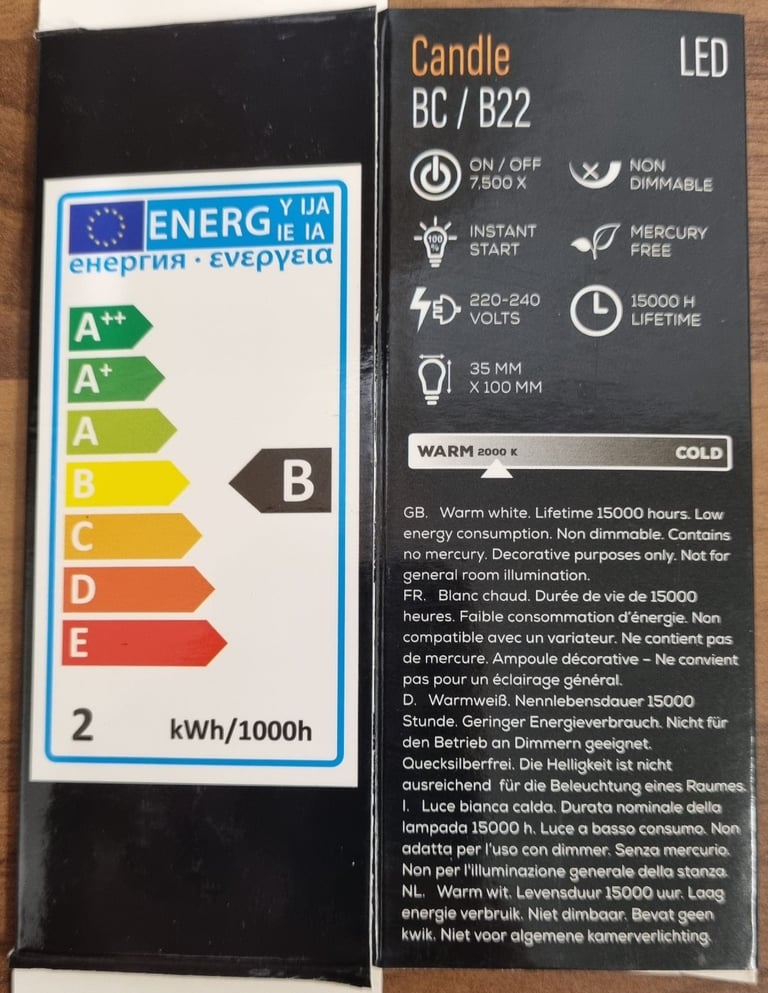 ENERG Y IJA
IE IA
енергия · ενεργεια
A++
A+
A
B
B
C
D
E
2 kWh/1000h
Candle LED
BC / B22
ON / OFF
7,500 X
NON
DIMMABLE
100
%
INSTANT
START
MERCURY
FREE
220-240
VOLTS
15000 H
LIFETIME
35 MM
X 100 MM
WARM 2000 K COLD
GB. Warm white. Lifetime 15000 hours. Low
energy consumption. Non dimmable. Contains
no mercury. Decorative purposes only. Not for
general room illumination.
FR. Blanc chaud. Durée de vie de 15000
heures. Faible consommation d'énergie. Non
compatible avec un variateur. Ne contient pas
de mercure. Ampoule décorative – Ne convient
pas pour un éclairage général.
D. Warmweiß. Nennlebensdauer 15000
Stunde. Geringer Energieverbrauch. Nicht für
den Betrieb an Dimmern geeignet.
Quecksilberfrei. Die Helligkeit ist nicht
ausreichend für die Beleuchtung eines Raumes.
I. Luce bianca calda. Durata nominale della
lampada 15000 h. Luce a basso consumo. Non
adatta per l'uso con dimmer. Senza mercurio.
Non per l'illuminazione generale della stanza.
NL. Warm wit. Levensduur 15000 uur. Laag
energie verbruik. Niet dimbaar. Bevat geen
kwik. Niet voor algemene kamerverlichting.